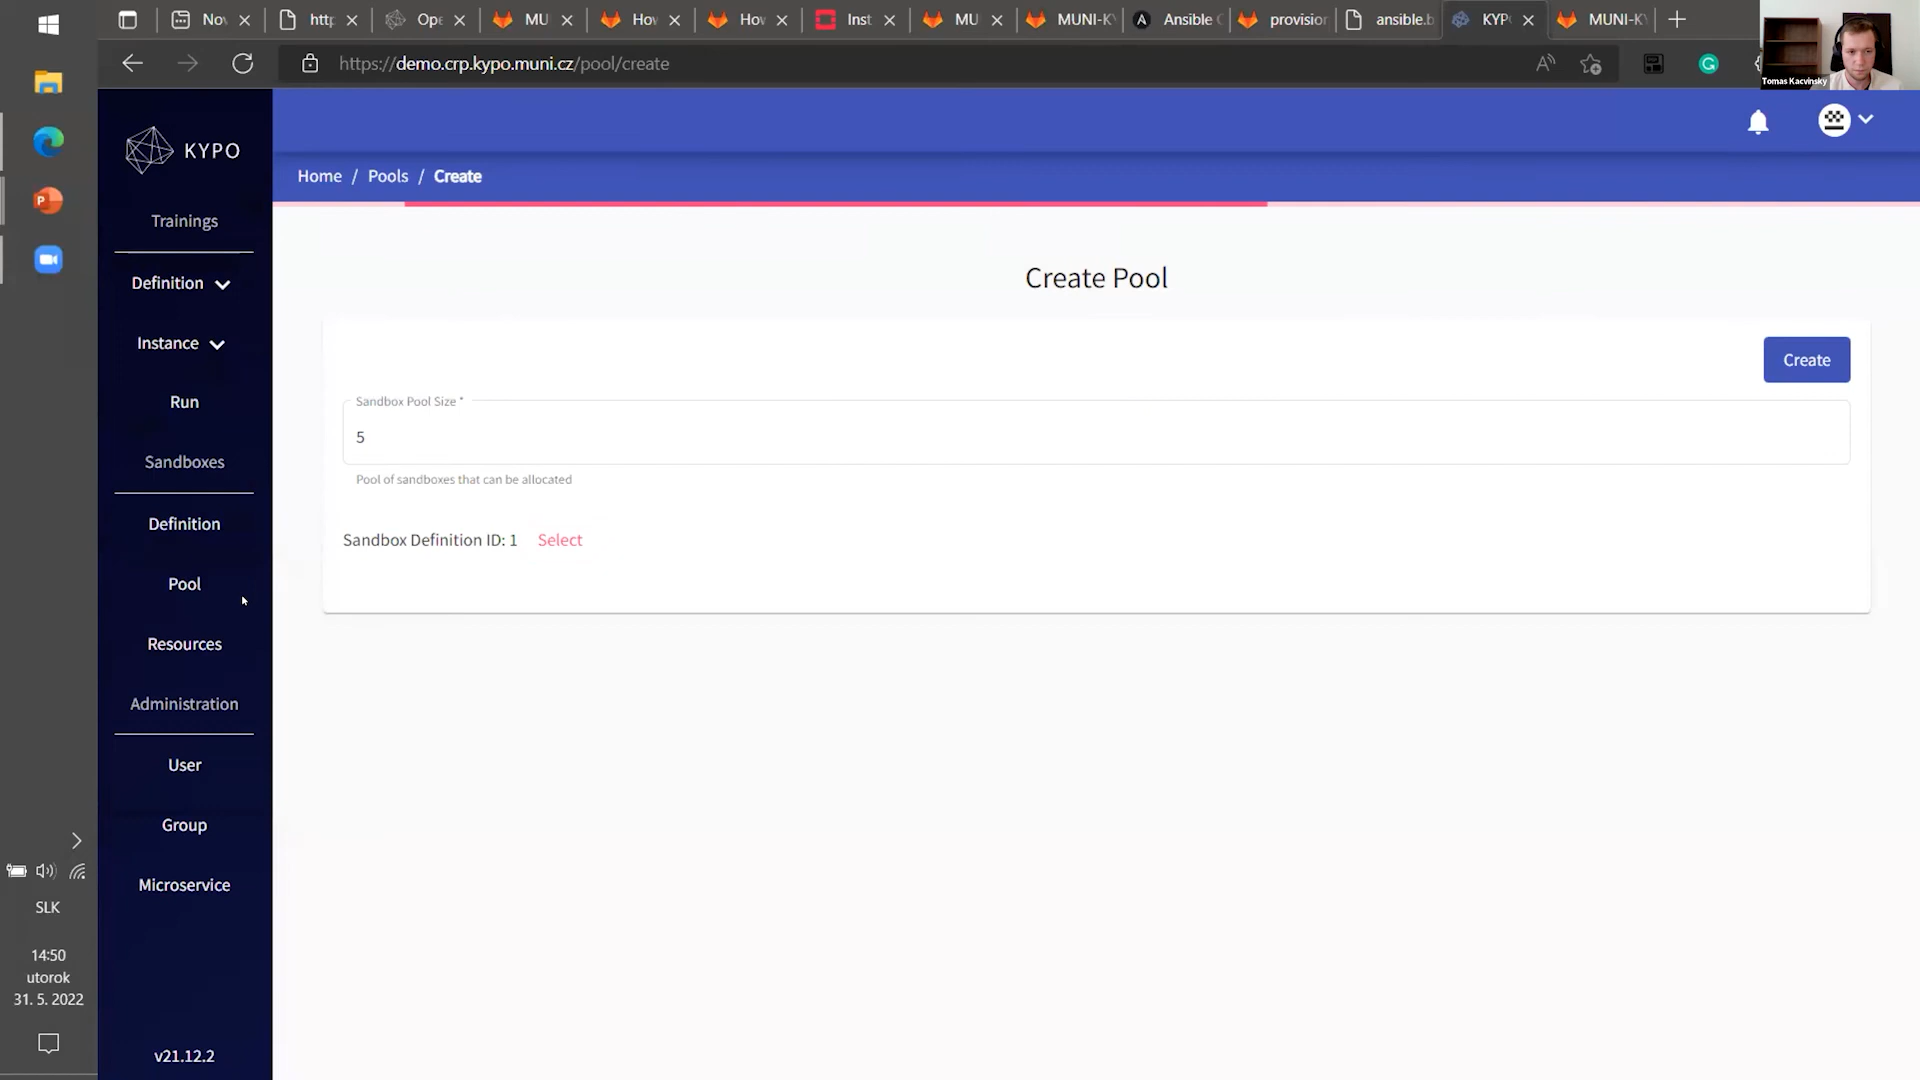 Nov
http
Ope
MU
How
How
Inst
MU
MUNI-KY
Ansible
provision
ansible.b
KYP
MUNI-KY
https://demo.crp.kypo.muni.cz/pool/create
Tomas Kacvinsky
KYPO
Home / Pools / Create
Trainings
Definition
Instance
Run
Sandboxes
Definition
Pool
Resources
Administration
User
Group
Microservice
v21.12.2
Create Pool
Create
Sandbox Pool Size *
5
Pool of sandboxes that can be allocated
Sandbox Definition ID: 1 Select
SLK
14:50
utorok
31. 5. 2022